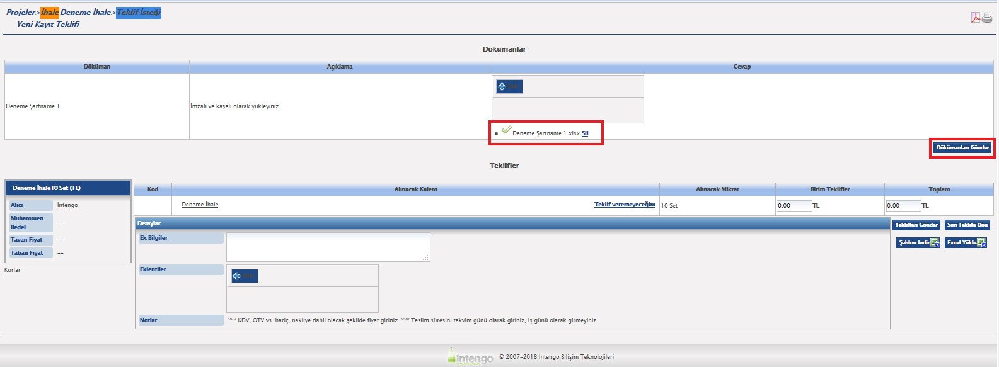 Projeler>İhale Deneme İhale>Teklif İsteği
Yeni Kayıt Teklifi
Dökümanlar
Döküman Açıklama Cevap
Deneme Şartname 1 İmzalı ve kaşeli olarak yükleyiniz.
Deneme Şartname 1.xlsx Sil
Dökümanları Gönder
Teklifler
Deneme İhale10 Set (TL)
Alıcı İntengo
Muhammen Bedel --
Tavan Fiyat --
Taban Fiyat --
Kurlar
Kod Alınacak Kalem Alınacak Miktar Birim Teklifler Toplam
Deneme İhale Teklif veremeyeceğim 10 Set 0,00 TL 0,00 TL
Detaylar
Teklifleri Gönder Son Teklife Dön
Şablon İndir Excel Yükle
Ek Bilgiler
Eklentiler
Notlar *** KDV, ÖTV vs. hariç, nakliye dahil olacak şekilde fiyat giriniz. *** Teslim süresini takvim günü olarak giriniz, iş günü olarak girmeyiniz.
intengo © 2007-2018 Intengo Bilişim Teknolojileri